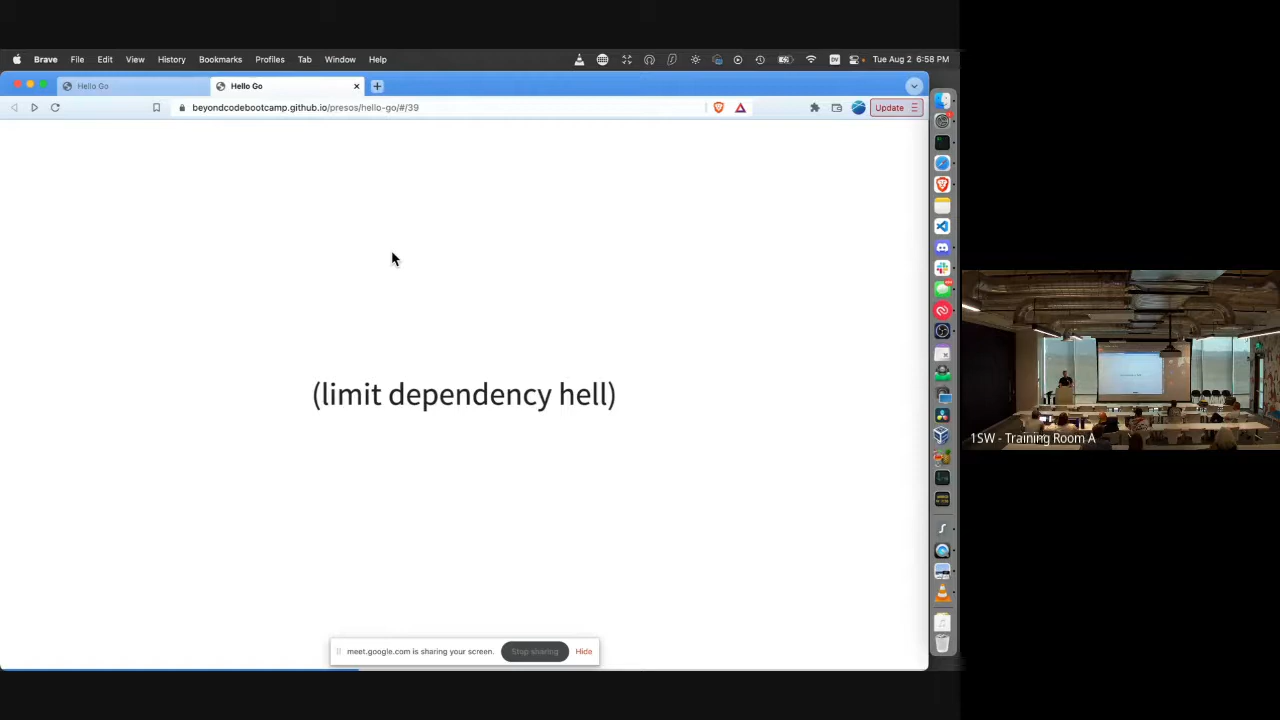 Brave File Edit View History Bookmarks Profiles Tab Window Help
DV
Tue Aug 2 6:58 PM
Hello Go
Hello Go
beyondcodebootcamp.github.io/presos/hello-go/#/39
Update
(limit dependency hell)
1SW - Training Room A
meet.google.com is sharing your screen.
Stop sharing
Hide